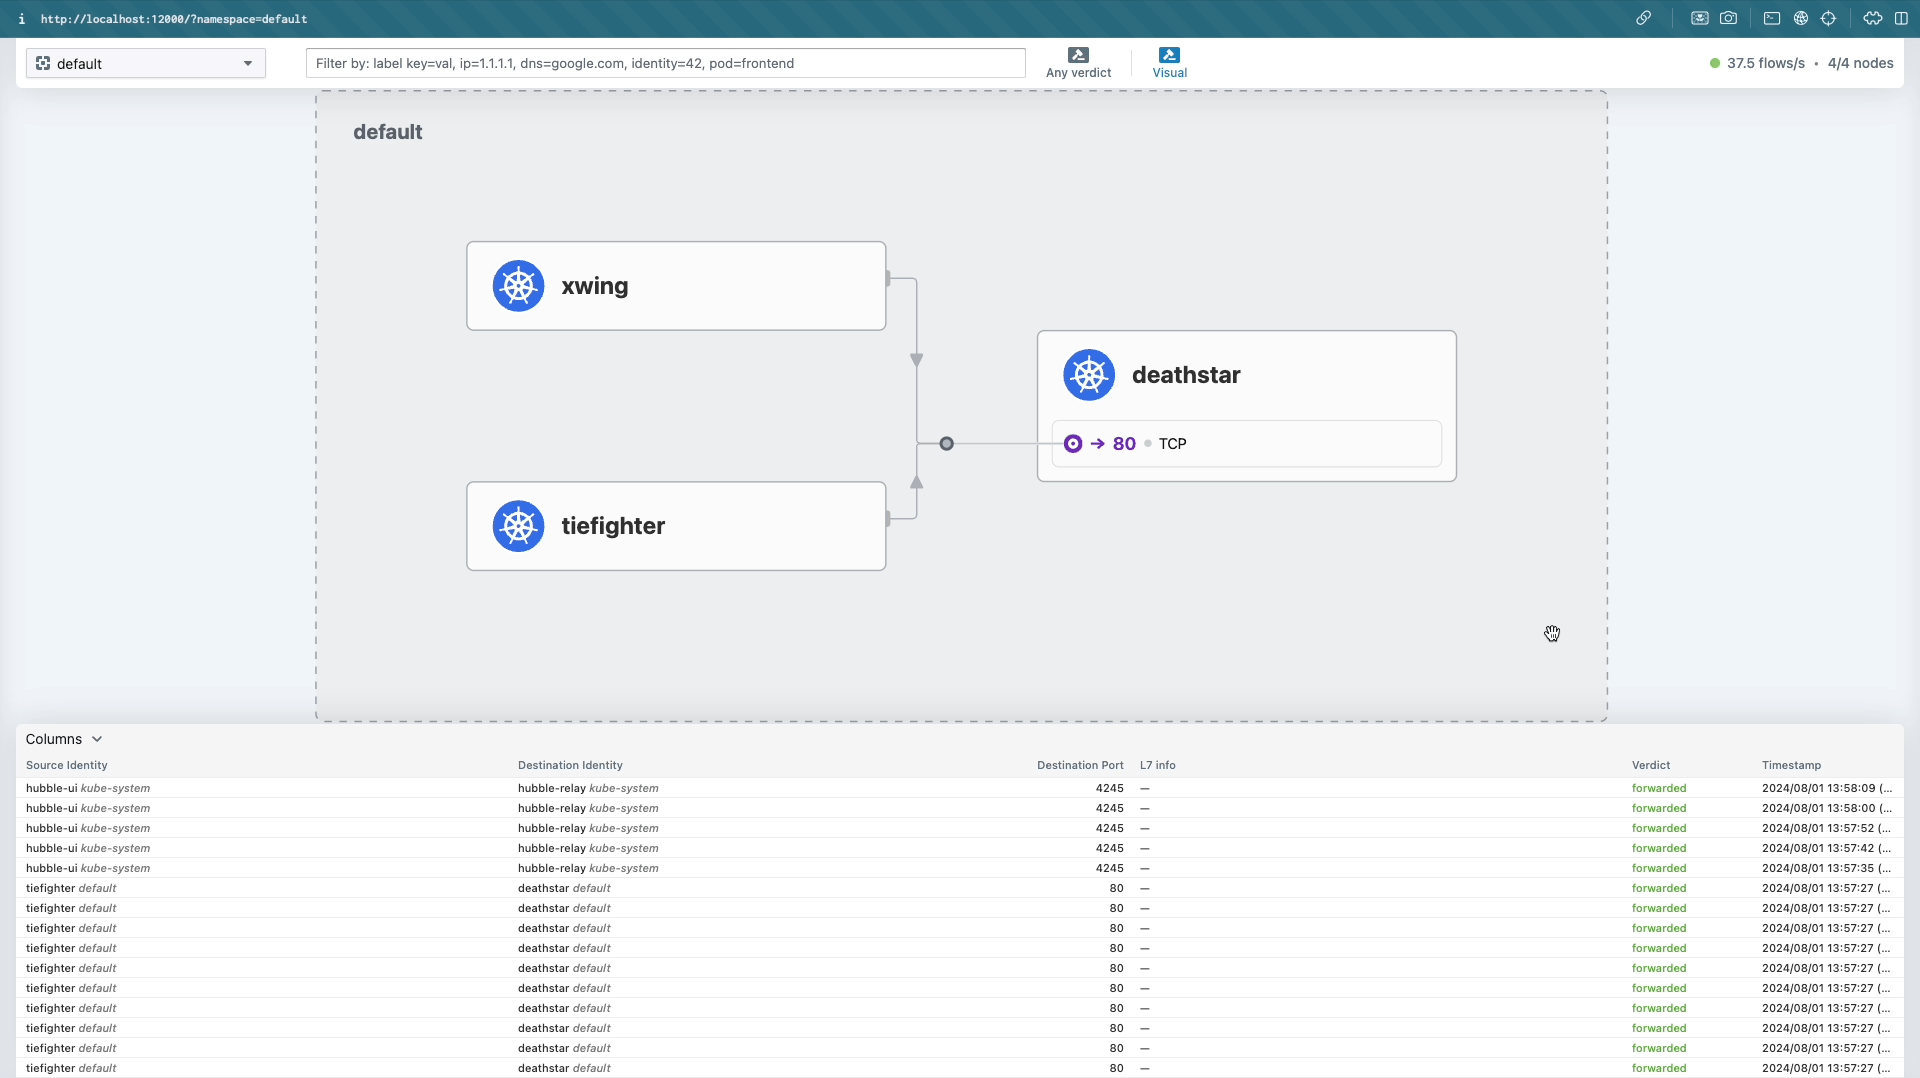 i http://localhost:12000/?namespace=default
default
Filter by: label key=val, ip=1.1.1.1, dns=google.com, identity=42, pod=frontend
Any verdict
Visual
37.5 flows/s • 4/4 nodes
default
xwing
deathstar
→ 80 • TCP
tiefighter
Columns
Source Identity Destination Identity Destination Port L7 info Verdict Timestamp
hubble-ui kube-system hubble-relay kube-system 4245 — forwarded 2024/08/01 13:58:09 (...
hubble-ui kube-system hubble-relay kube-system 4245 — forwarded 2024/08/01 13:58:00 (...
hubble-ui kube-system hubble-relay kube-system 4245 — forwarded 2024/08/01 13:57:52 (...
hubble-ui kube-system hubble-relay kube-system 4245 — forwarded 2024/08/01 13:57:42 (...
hubble-ui kube-system hubble-relay kube-system 4245 — forwarded 2024/08/01 13:57:35 (...
tiefighter default deathstar default 80 — forwarded 2024/08/01 13:57:27 (...
tiefighter default deathstar default 80 — forwarded 2024/08/01 13:57:27 (...
tiefighter default deathstar default 80 — forwarded 2024/08/01 13:57:27 (...
tiefighter default deathstar default 80 — forwarded 2024/08/01 13:57:27 (...
tiefighter default deathstar default 80 — forwarded 2024/08/01 13:57:27 (...
tiefighter default deathstar default 80 — forwarded 2024/08/01 13:57:27 (...
tiefighter default deathstar default 80 — forwarded 2024/08/01 13:57:27 (...
tiefighter default deathstar default 80 — forwarded 2024/08/01 13:57:27 (...
tiefighter default deathstar default 80 — forwarded 2024/08/01 13:57:27 (...
tiefighter default deathstar default 80 — forwarded 2024/08/01 13:57:27 (...